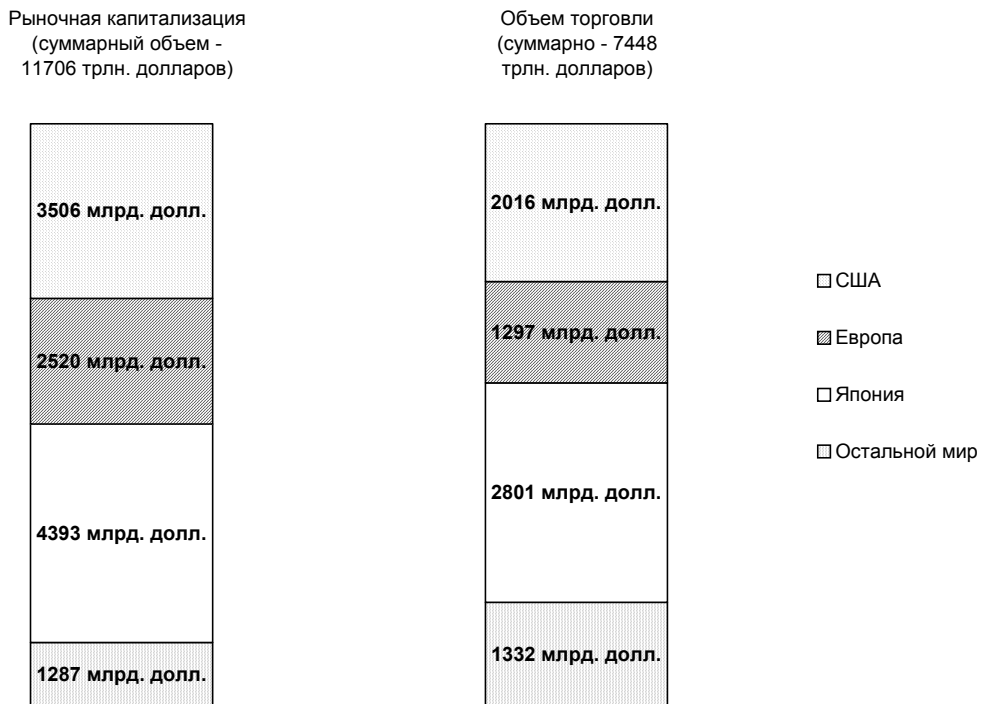 Рыночная капитализация
(суммарный объем -
11706 трлн. долларов)
Объем торговли
(суммарно - 7448
трлн. долларов)
3506 млрд. долл.
2520 млрд. долл.
4393 млрд. долл.
1287 млрд. долл.
2016 млрд. долл.
1297 млрд. долл.
2801 млрд. долл.
1332 млрд. долл.
США
Европа
Япония
Остальной мир